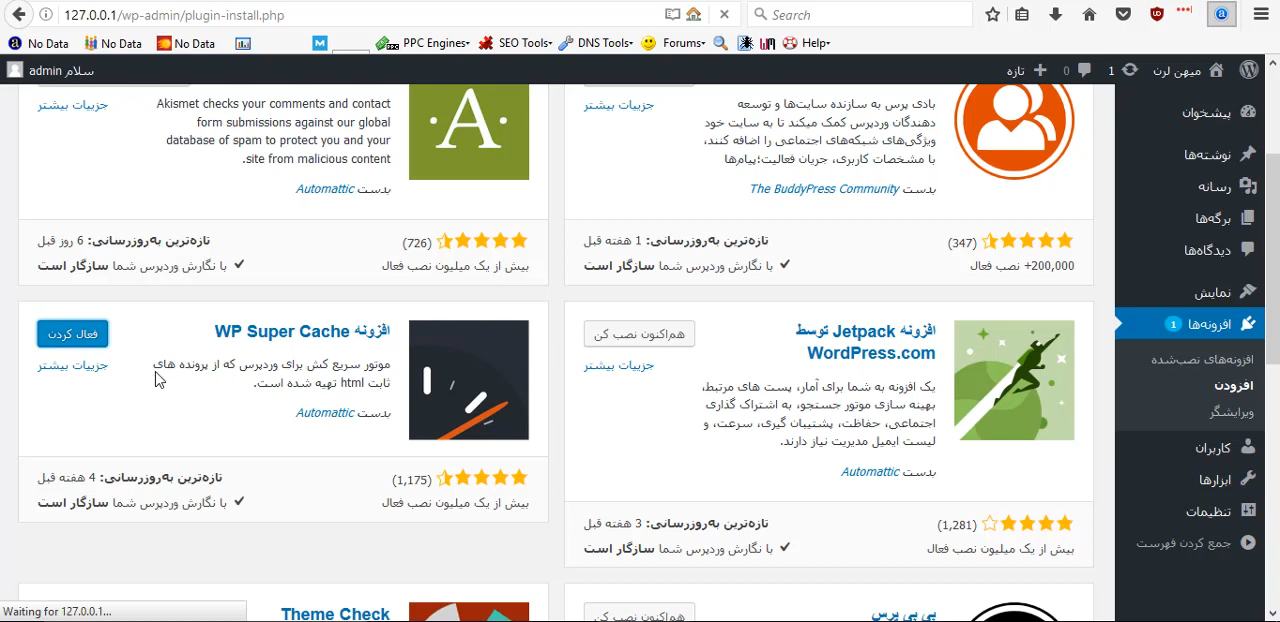 127.0.0.1/wp-admin/plugin-install.php
Search
No Data
No Data
No Data
PPC Engines
SEO Tools
DNS Tools
Forums
Help
میهن لرن
1
0
تازه
سلام admin
پیشخوان
نوشته‌ها
رسانه
برگه‌ها
دیدگاه‌ها
نمایش
افزونه‌ها 1
افزونه‌های نصب‌شده
افزودن
ویرایشگر
کاربران
ابزارها
تنظیمات
جمع کردن فهرست
جزییات بیشتر
بادی پرس به سازنده سایت‌ها و توسعه
دهندگان وردپرس کمک میکند تا به سایت خود
ویژگی‌های شبکه‌های اجتماعی را اضافه کنند،
با مشخصات کاربری، جریان فعالیت؛پیام‌ها
بدست The BuddyPress Community
(347)
تازه‌ترین به‌روزرسانی: 1 هفته قبل
200,000+ نصب فعال
با نگارش وردپرس شما سازگار است
جزییات بیشتر
Akismet checks your comments and contact
form submissions against our global
database of spam to protect you and your
site from malicious content.
بدست Automattic
(726)
تازه‌ترین به‌روزرسانی: 6 روز قبل
بیش از یک میلیون نصب فعال
با نگارش وردپرس شما سازگار است
افزونه Jetpack توسط
WordPress.com
هم‌اکنون نصب کن
جزییات بیشتر
یک افزونه به شما برای آمار، پست های مرتبط،
بهینه سازی موتور جستجو، به اشتراک گذاری
اجتماعی، حفاظت، پشتیبان گیری، سرعت، و
لیست ایمیل مدیریت نیاز دارند.
بدست Automattic
(1,281)
تازه‌ترین به‌روزرسانی: 3 هفته قبل
بیش از یک میلیون نصب فعال
با نگارش وردپرس شما سازگار است
افزونه WP Super Cache
فعال کردن
جزییات بیشتر
موتور سریع کش برای وردپرس که از پرونده های
ثابت html تهیه شده است.
بدست Automattic
(1,175)
تازه‌ترین به‌روزرسانی: 4 هفته قبل
بیش از یک میلیون نصب فعال
با نگارش وردپرس شما سازگار است
بی بی پرس
هم‌اکنون نصب کن
Theme Check
Waiting for 127.0.0.1...